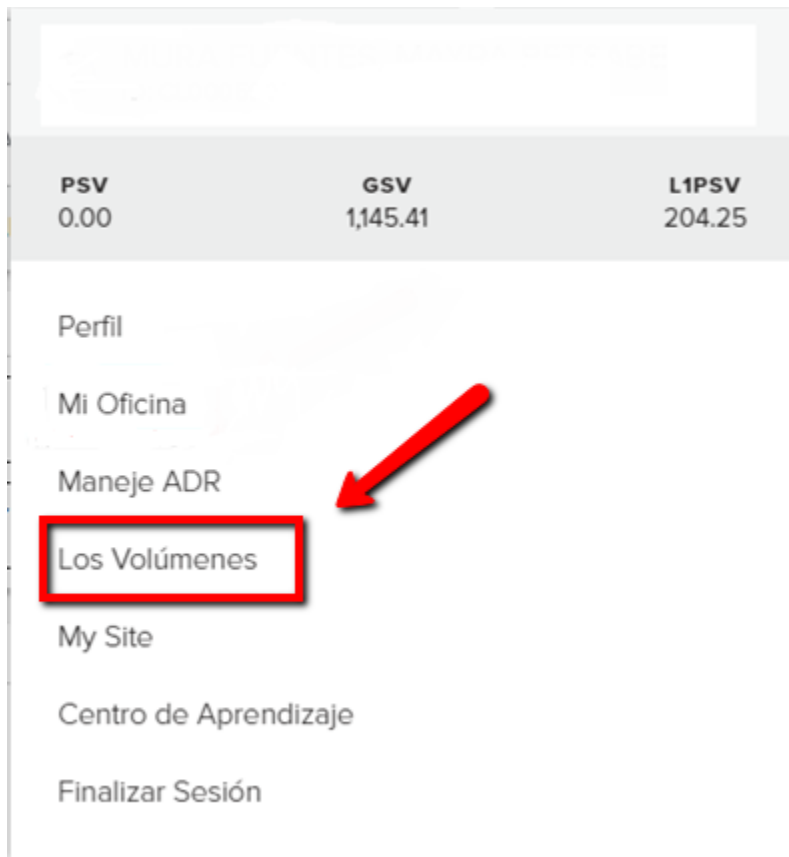 PSV GSV L1PSV
0.00 1,145.41 204.25
Perfil
Mi Oficina
Maneje ADR
Los Volúmenes
My Site
Centro de Aprendizaje
Finalizar Sesión